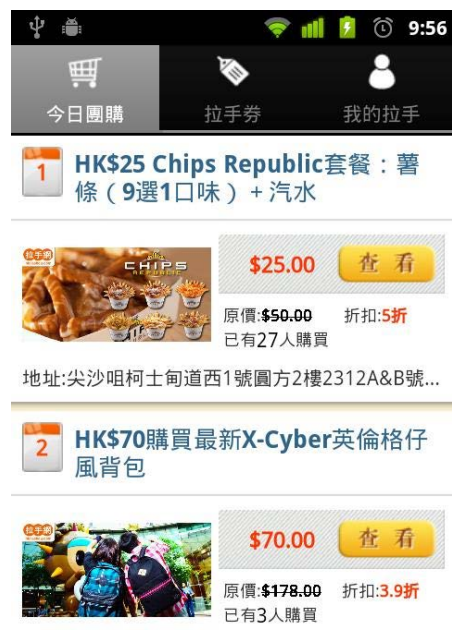 9:56
今日團購
拉手券
我的拉手
1
HK$25 Chips Republic套餐：薯
條（9選1口味）+ 汽水
拉手網
CHIPS
REPUBLIC
$25.00
查 看
原價:$50.00 折扣:5折
已有27人購買
地址:尖沙咀柯士甸道西1號圓方2樓2312A&B號...
2
HK$70購買最新X-Cyber英倫格仔
風背包
拉手網
$70.00
查 看
原價:$178.00 折扣:3.9折
已有3人購買